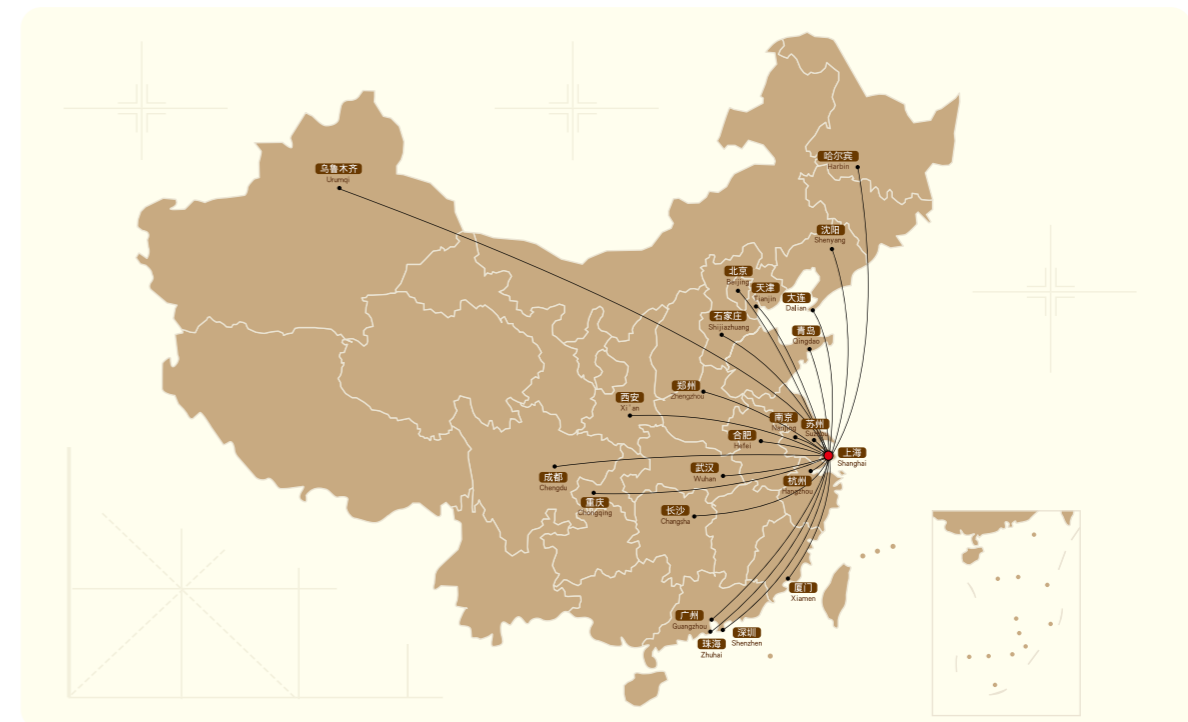 哈尔滨
Harbin
乌鲁木齐
Urumqi
沈阳
Shenyang
北京
Beijing
天津
Tianjin
大连
Dalian
石家庄
Shijiazhuang
青岛
Qingdao
郑州
Zhengzhou
西安
Xi`an
南京
Nanjing
苏州
Suzhou
合肥
Hefei
上海
Shanghai
武汉
Wuhan
成都
Chengdu
杭州
Hangzhou
重庆
Chongqing
长沙
Changsha
厦门
Xiamen
广州
Guangzhou
深圳
Shenzhen
珠海
Zhuhai